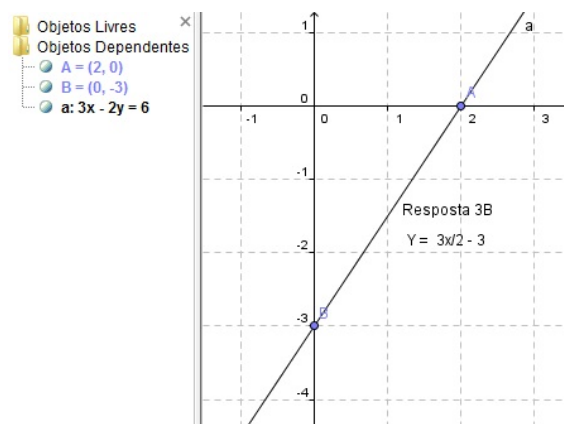 Objetos Livres
Objetos Dependentes
A = (2, 0)
B = (0, -3)
a: 3x - 2y = 6
1
a
0
A
-1
0
1
2
3
-1
Resposta 3B
Y = 3x/2 - 3
-2
-3
B
-4